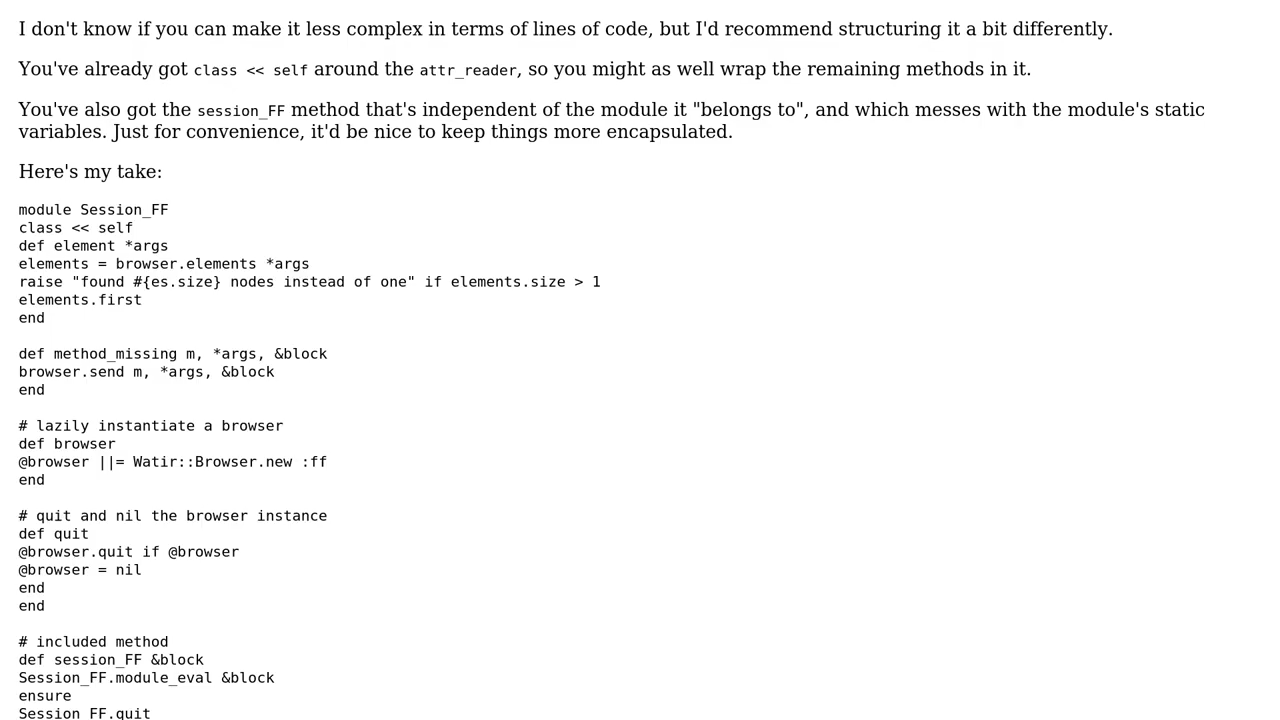 I don't know if you can make it less complex in terms of lines of code, but I'd recommend structuring it a bit differently.
You've already got class << self around the attr_reader, so you might as well wrap the remaining methods in it.
You've also got the session_FF method that's independent of the module it "belongs to", and which messes with the module's static
variables. Just for convenience, it'd be nice to keep things more encapsulated.
Here's my take:
module Session_FF
class << self
def element *args
elements = browser.elements *args
raise "found #{es.size} nodes instead of one" if elements.size > 1
elements.first
end
def method_missing m, *args, &block
browser.send m, *args, &block
end
# lazily instantiate a browser
def browser
@browser ||= Watir::Browser.new :ff
end
# quit and nil the browser instance
def quit
@browser.quit if @browser
@browser = nil
end
end
# included method
def session_FF &block
Session_FF.module_eval &block
ensure
Session_FF.quit